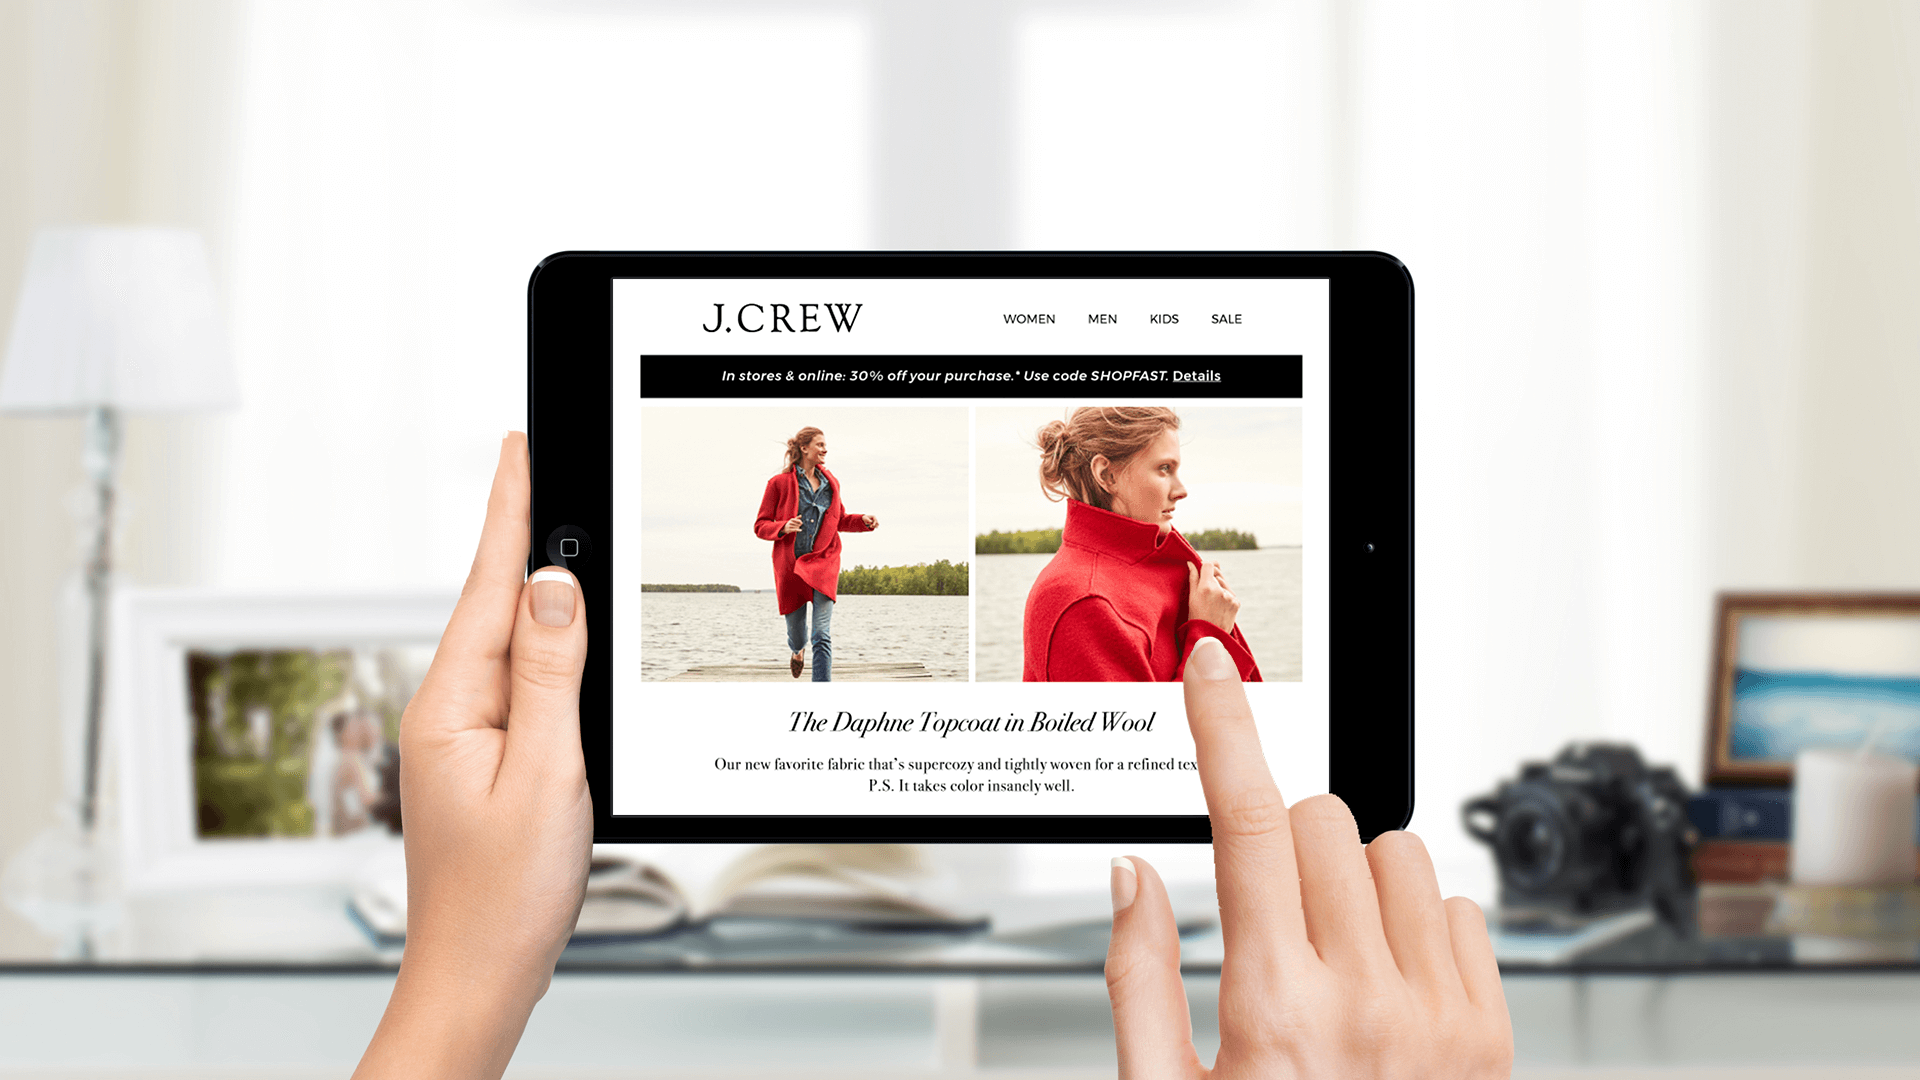 J.CREW
WOMEN MEN KIDS SALE
In stores & online: 30% off your purchase.* Use code SHOPFAST. Details
The Daphne Topcoat in Boiled Wool
Our new favorite fabric that's supercozy and tightly woven for a refined
P.S. It takes color insanely well.